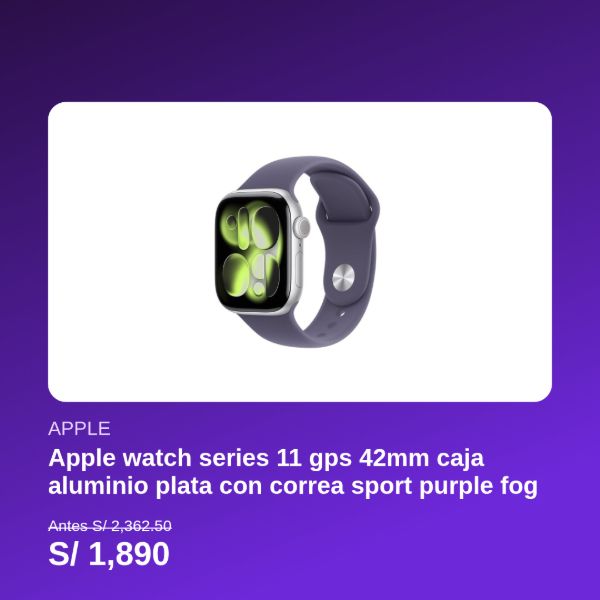 APPLE
Apple watch series 11 gps 42mm caja
aluminio plata con correa sport purple fog
Antes S/ 2,362.50
S/ 1,890